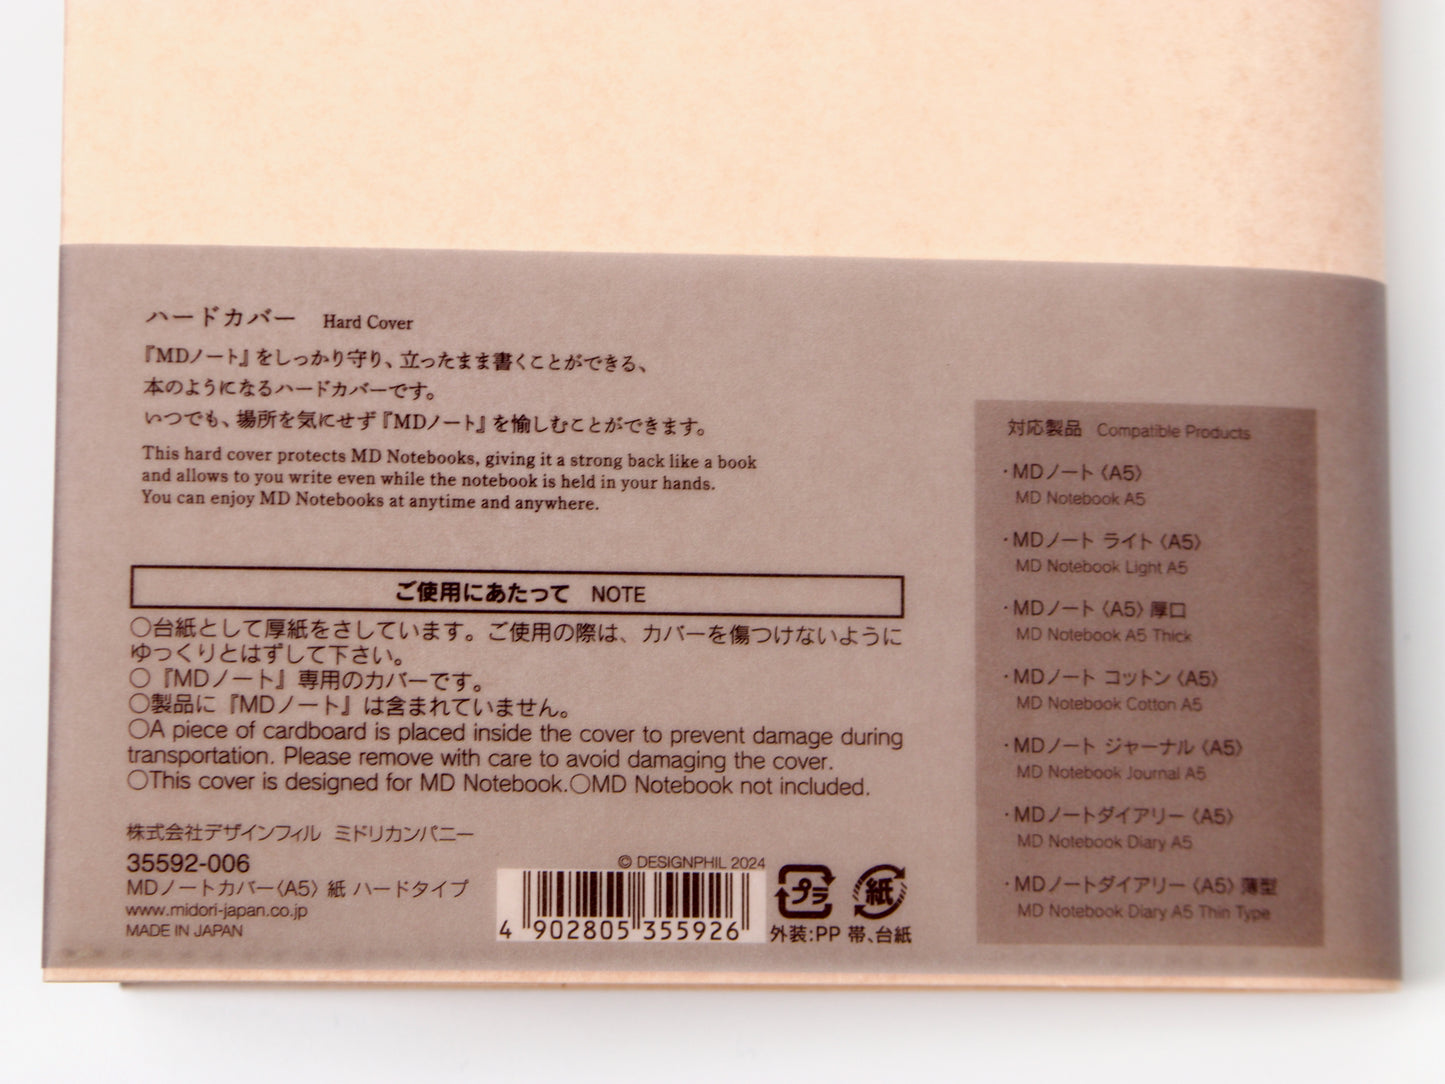 ハードカバー Hard Cover
『MDノート』をしっかり守り、立ったまま書くことができる、
本のようになるハードカバーです。
いつでも、場所を気にせず『MDノート』を愉しむことができます。
This hard cover protects MD Notebooks, giving it a strong back like a book
and allows to you write even while the notebook is held in your hands.
You can enjoy MD Notebooks at anytime and anywhere.
ご使用にあたって NOTE
○台紙として厚紙をさしています。ご使用の際は、カバーを傷つけないように
ゆっくりとはずして下さい。
○『MDノート』専用のカバーです。
○製品に『MDノート』は含まれていません。
○A piece of cardboard is placed inside the cover to prevent damage during
transportation. Please remove with care to avoid damaging the cover.
○This cover is designed for MD Notebook.○MD Notebook not included.
株式会社デザインフィル ミドリカンパニー
35592-006
MDノートカバー〈A5〉紙 ハードタイプ
www.midori-japan.co.jp
MADE IN JAPAN
© DESIGNPHIL 2024
4 902805 355926
プラ 紙
外装:PP 帯、台紙
対応製品 Compatible Products
・MDノート〈A5〉
MD Notebook A5
・MDノート ライト〈A5〉
MD Notebook Light A5
・MDノート〈A5〉厚口
MD Notebook A5 Thick
・MDノート コットン〈A5〉
MD Notebook Cotton A5
・MDノート ジャーナル〈A5〉
MD Notebook Journal A5
・MDノートダイアリー〈A5〉
MD Notebook Diary A5
・MDノートダイアリー〈A5〉薄型
MD Notebook Diary A5 Thin Type